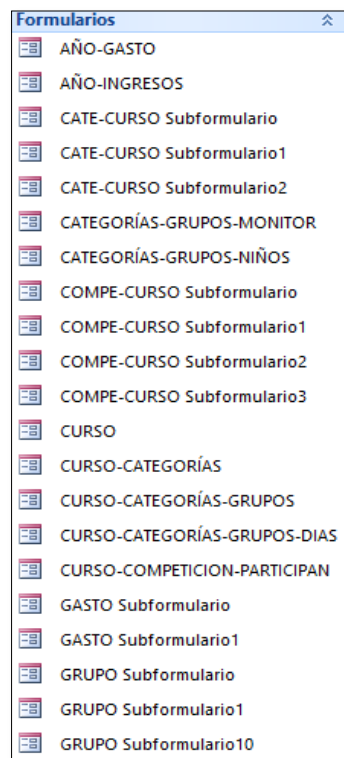 Formularios
AÑO-GASTO
AÑO-INGRESOS
CATE-CURSO Subformulario
CATE-CURSO Subformulario1
CATE-CURSO Subformulario2
CATEGORÍAS-GRUPOS-MONITOR
CATEGORÍAS-GRUPOS-NIÑOS
COMPE-CURSO Subformulario
COMPE-CURSO Subformulario1
COMPE-CURSO Subformulario2
COMPE-CURSO Subformulario3
CURSO
CURSO-CATEGORÍAS
CURSO-CATEGORÍAS-GRUPOS
CURSO-CATEGORÍAS-GRUPOS-DIAS
CURSO-COMPETICION-PARTICIPAN
GASTO Subformulario
GASTO Subformulario1
GRUPO Subformulario
GRUPO Subformulario1
GRUPO Subformulario10